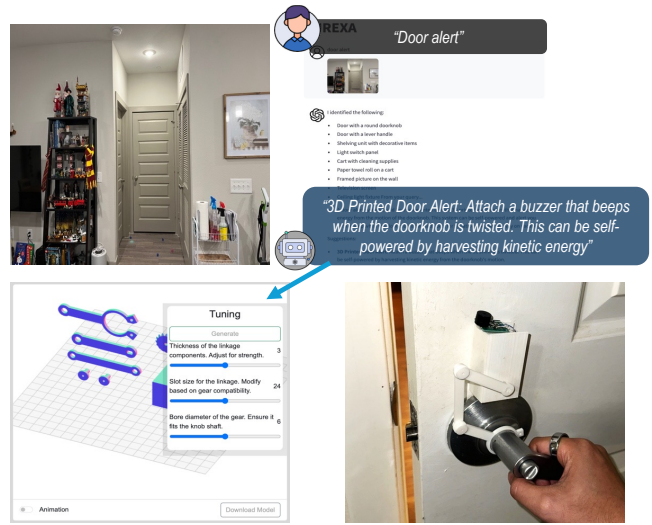 REXA
"Door alert"
I identified the following:
• Door with a round doorknob
• Door with a lever handle
• Shelving unit with decorative items
• Light switch panel
• Cart with cleaning supplies
• Paper towel roll on a cart
• Framed picture on the wall
"3D Printed Door Alert: Attach a buzzer that beeps
when the doorknob is twisted. This can be self-
powered by harvesting kinetic energy"
Tuning
Generate
Thickness of the linkage
components. Adjust for strength.
3
Slot size for the linkage. Modify
based on gear compatibility.
24
Bore diameter of the gear. Ensure it
fits the knob shaft.
6
Animation
Download Model